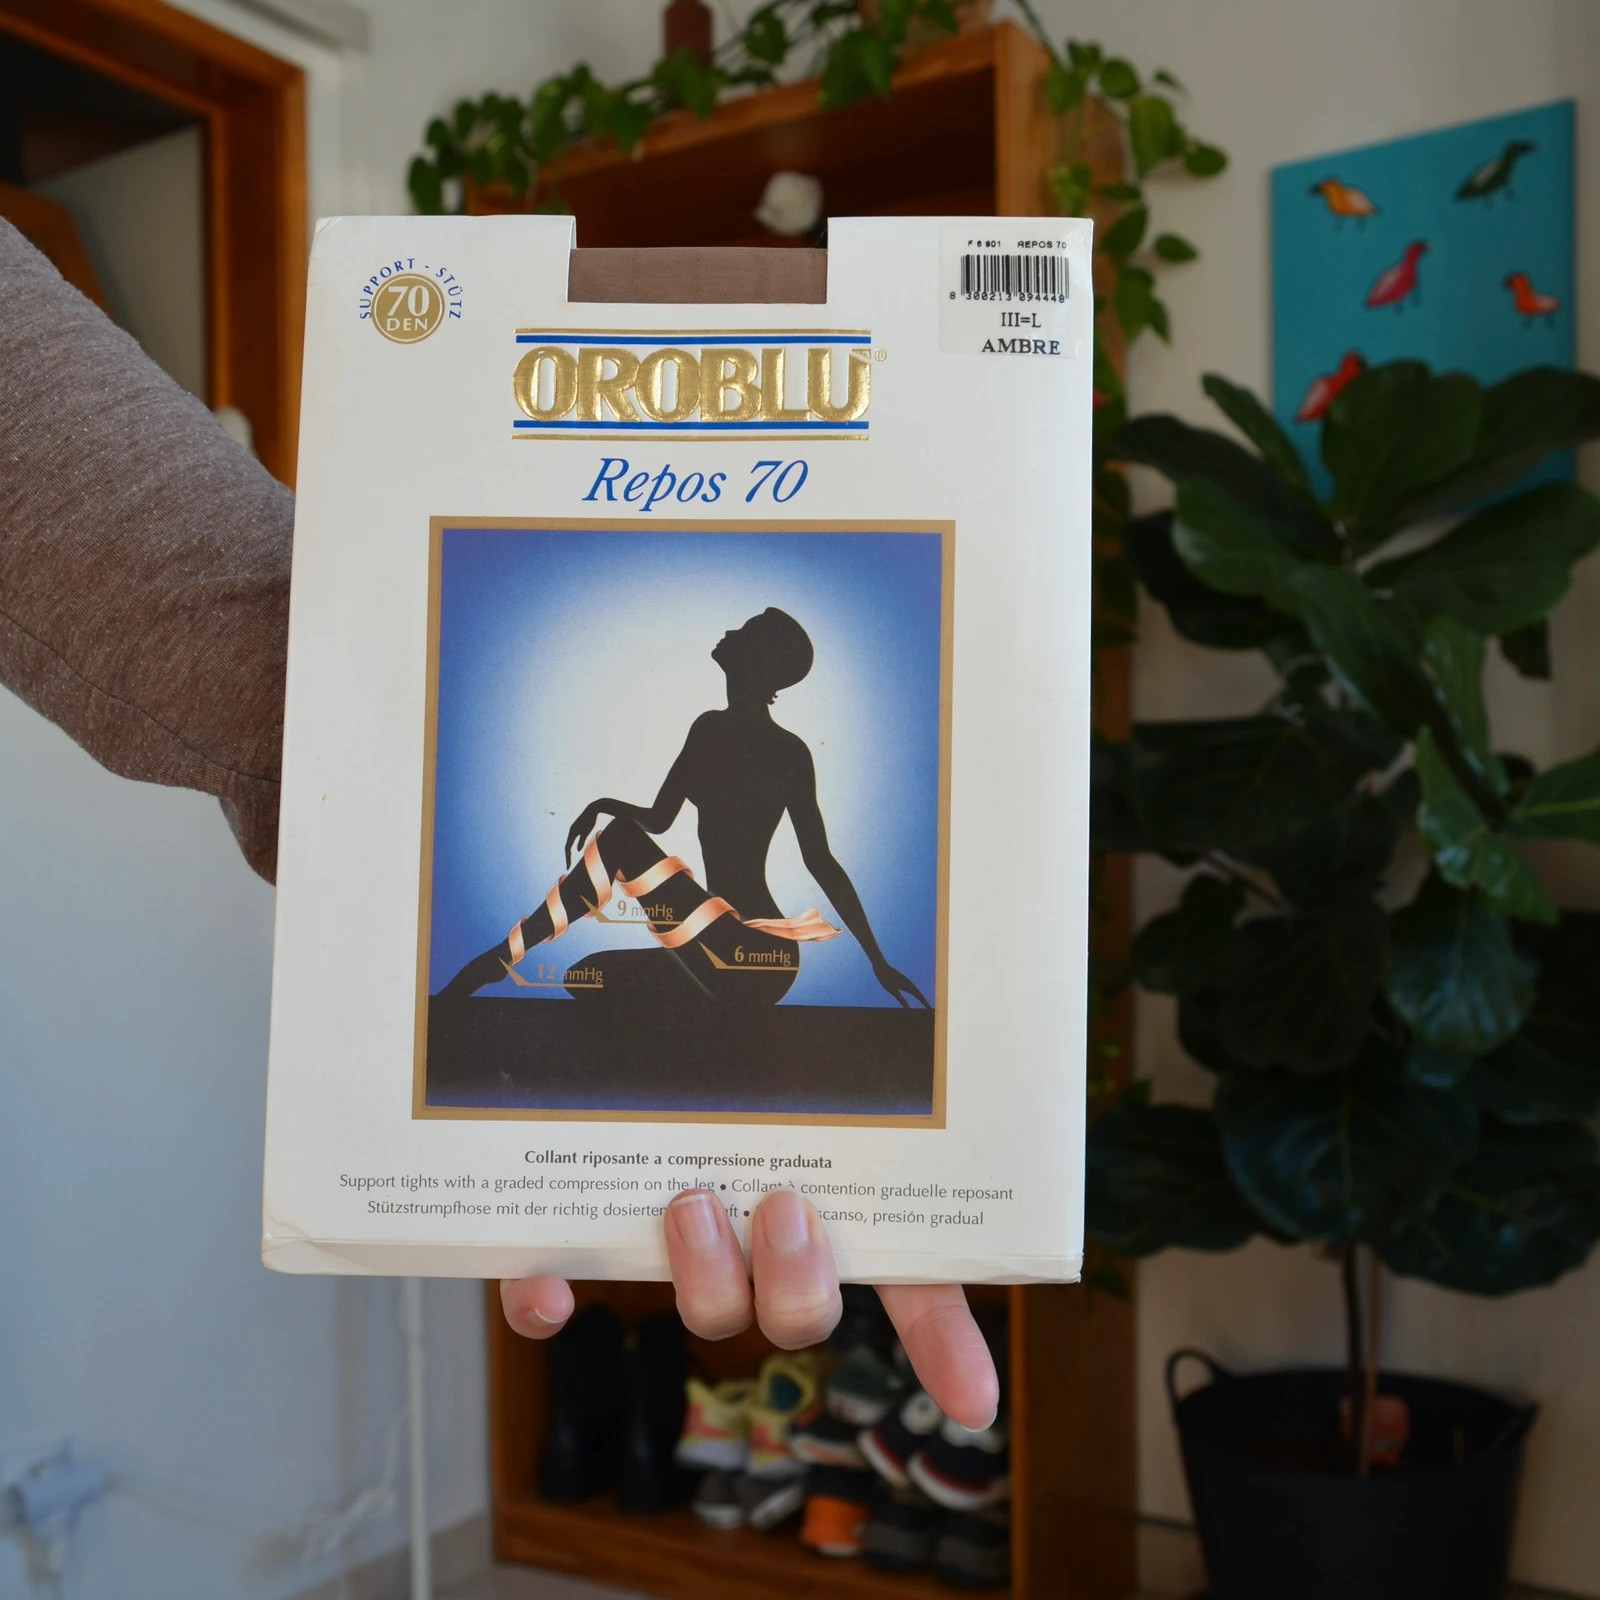 SUPPORT - STÜTZ
70
DEN
F 6 901 REPOS 70
8 300213 094448
III=L
AMBRE
OROBLU®
Repos 70
9 mmHg
6 mmHg
12 mmHg
Collant riposante a compressione graduata
Support tights with a graded compression on the leg • Collant à contention graduelle reposant
Stützstrumpfhose mit der richtig dosierten • presión gradual